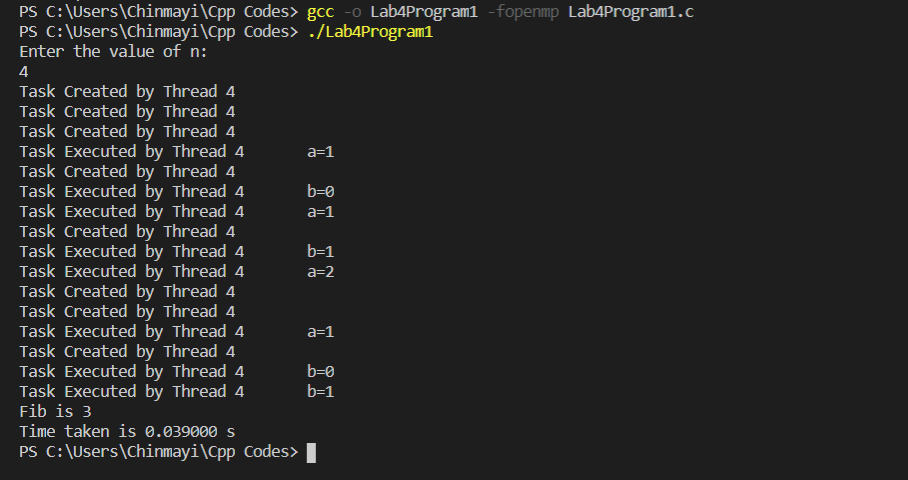 PS C:\Users\Chinmayi\Cpp Codes> gcc -o Lab4Program1 -fopenmp Lab4Program1.c
PS C:\Users\Chinmayi\Cpp Codes> ./Lab4Program1
Enter the value of n:
4
Task Created by Thread 4
Task Created by Thread 4
Task Created by Thread 4
Task Executed by Thread 4       a=1
Task Created by Thread 4
Task Executed by Thread 4       b=0
Task Executed by Thread 4       a=1
Task Created by Thread 4
Task Executed by Thread 4       b=1
Task Executed by Thread 4       a=2
Task Created by Thread 4
Task Created by Thread 4
Task Executed by Thread 4       a=1
Task Created by Thread 4
Task Executed by Thread 4       b=0
Task Executed by Thread 4       b=1
Fib is 3
Time taken is 0.039000 s
PS C:\Users\Chinmayi\Cpp Codes>